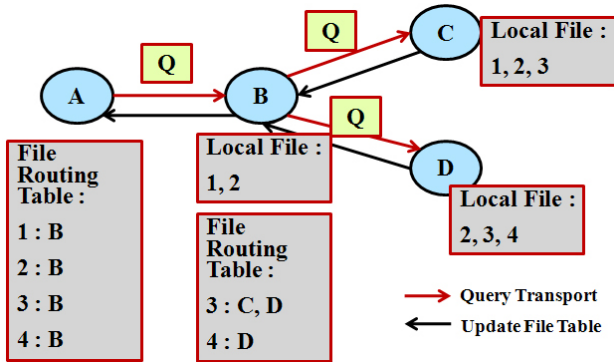 Q
C
Local File :
1, 2, 3
Q
A
B
Q
D
Local File :
2, 3, 4
Local File :
1, 2
File
Routing
Table :
1 : B
2 : B
3 : B
4 : B
File
Routing
Table :
3 : C, D
4 : D
Query Transport
Update File Table